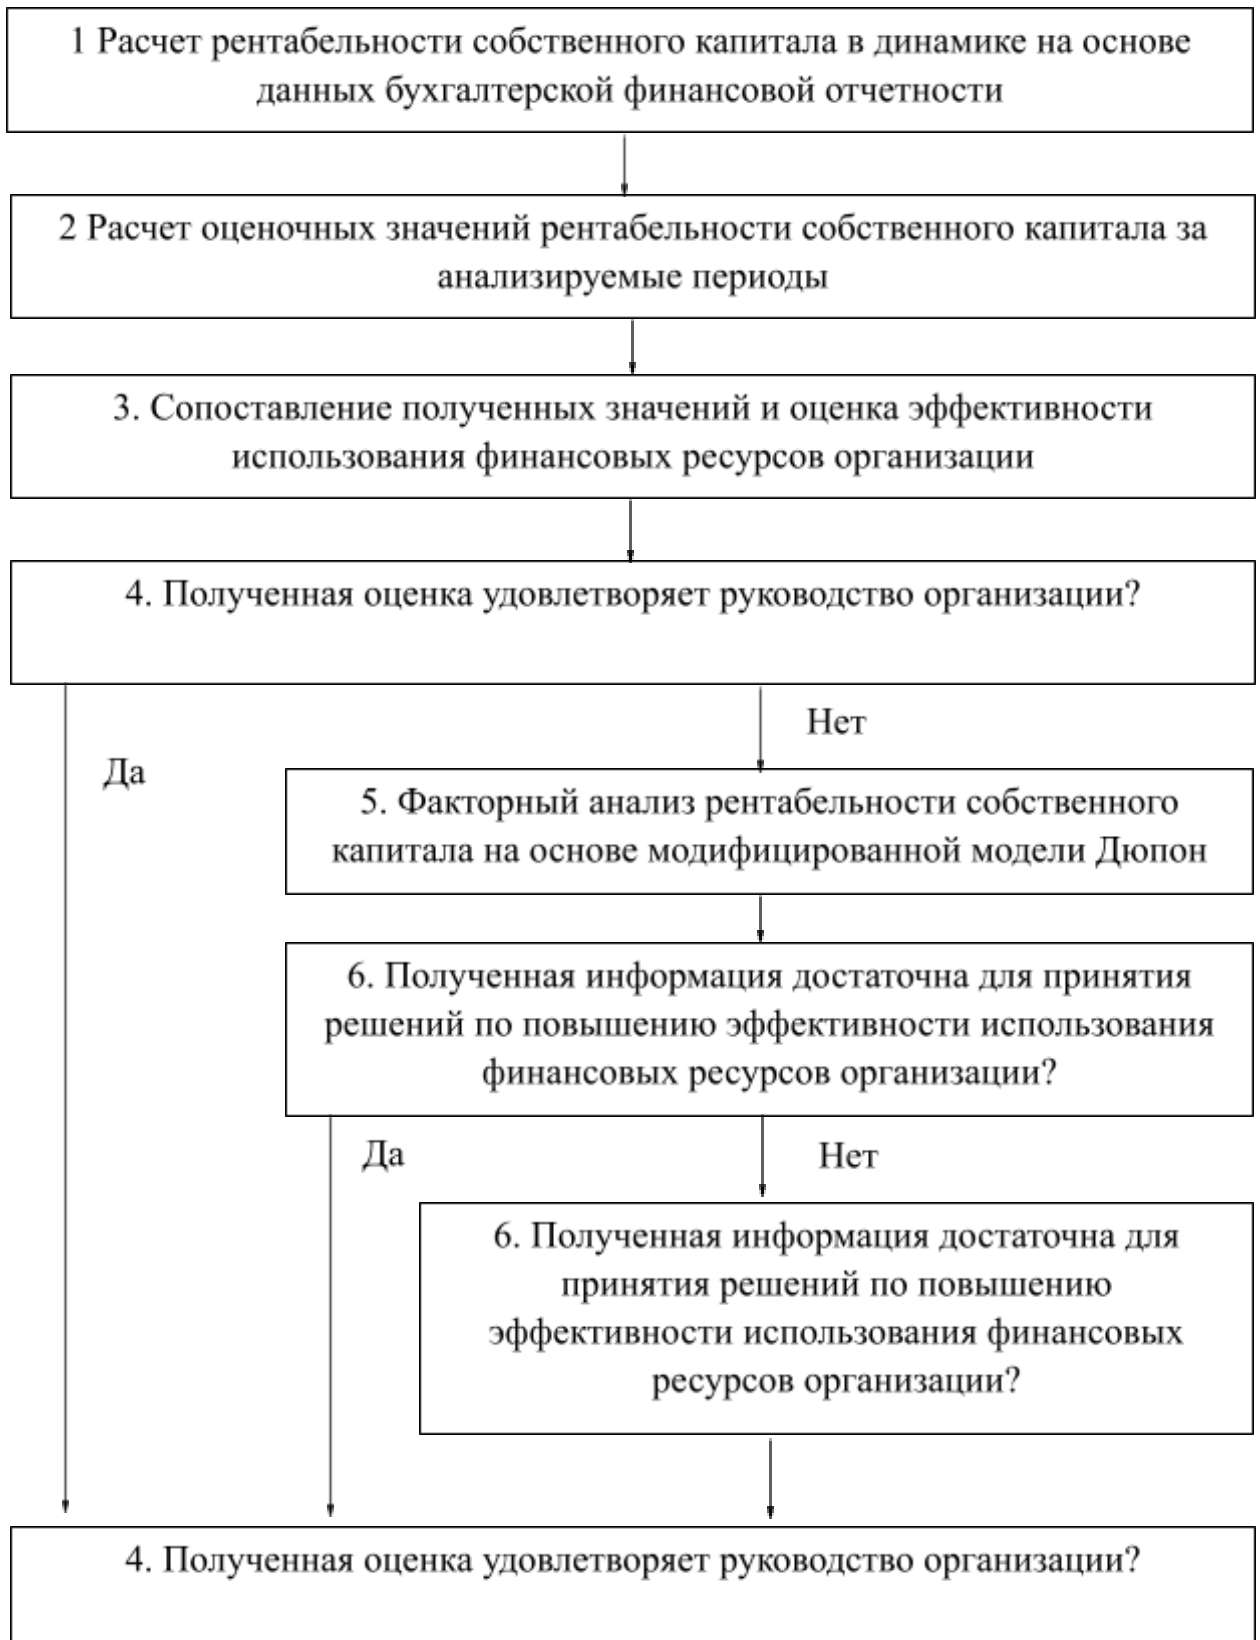 1 Расчет рентабельности собственного капитала в динамике на основе
данных бухгалтерской финансовой отчетности
2 Расчет оценочных значений рентабельности собственного капитала за
анализируемые периоды
3. Сопоставление полученных значений и оценка эффективности
использования финансовых ресурсов организации
4. Полученная оценка удовлетворяет руководство организации?
Нет
Да
5. Факторный анализ рентабельности собственного
капитала на основе модифицированной модели Дюпон
6. Полученная информация достаточна для принятия
решений по повышению эффективности использования
финансовых ресурсов организации?
Да
Нет
6. Полученная информация достаточна для
принятия решений по повышению
эффективности использования финансовых
ресурсов организации?
4. Полученная оценка удовлетворяет руководство организации?